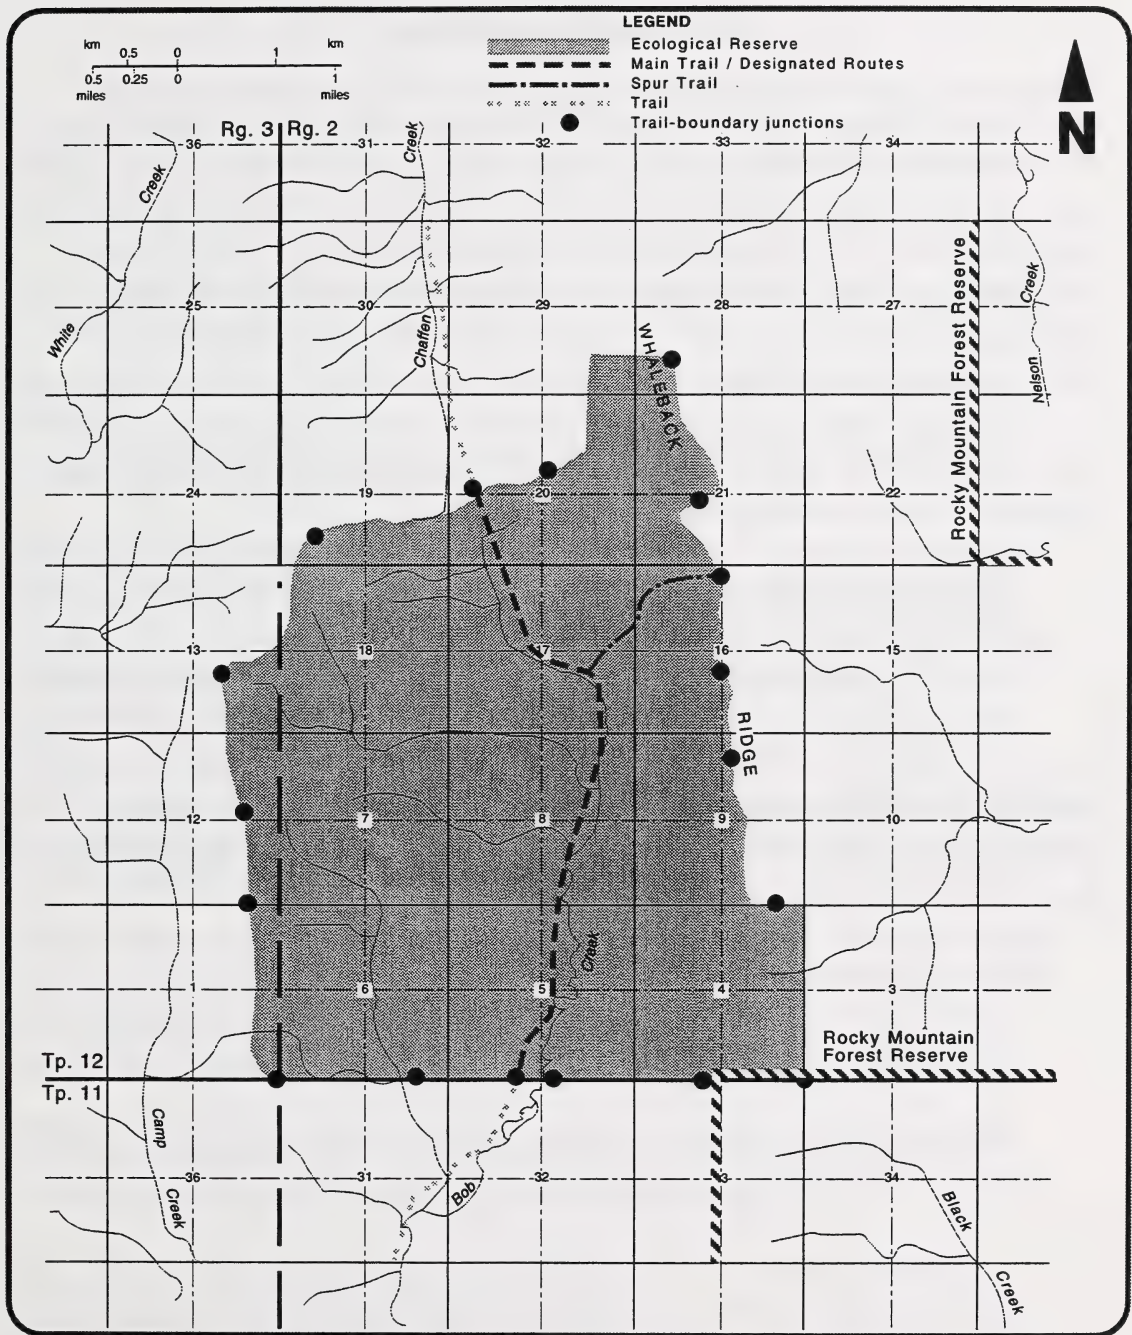 LEGEND
km 0.5 0 1 km
0.5 0.25 0 1
miles miles
Ecological Reserve
Main Trail / Designated Routes
Spur Trail
Trail
Trail-boundary junctions
N
Rg. 3 Rg. 2
36 31 32 33 34
Creek
Creek
25 30 29 28 27
White
Chaffen
WHALEBACK
Rocky Mountain Forest Reserve
Creek
Nelson
24 19 20 21 22
13 18 17 16 15
RIDGE
12 7 8 9 10
Creek
1 6 5 4 3
Rocky Mountain
Forest Reserve
Tp. 12
Tp. 11
Camp
Creek
36 31 32 3 34
Bob
Black
Creek